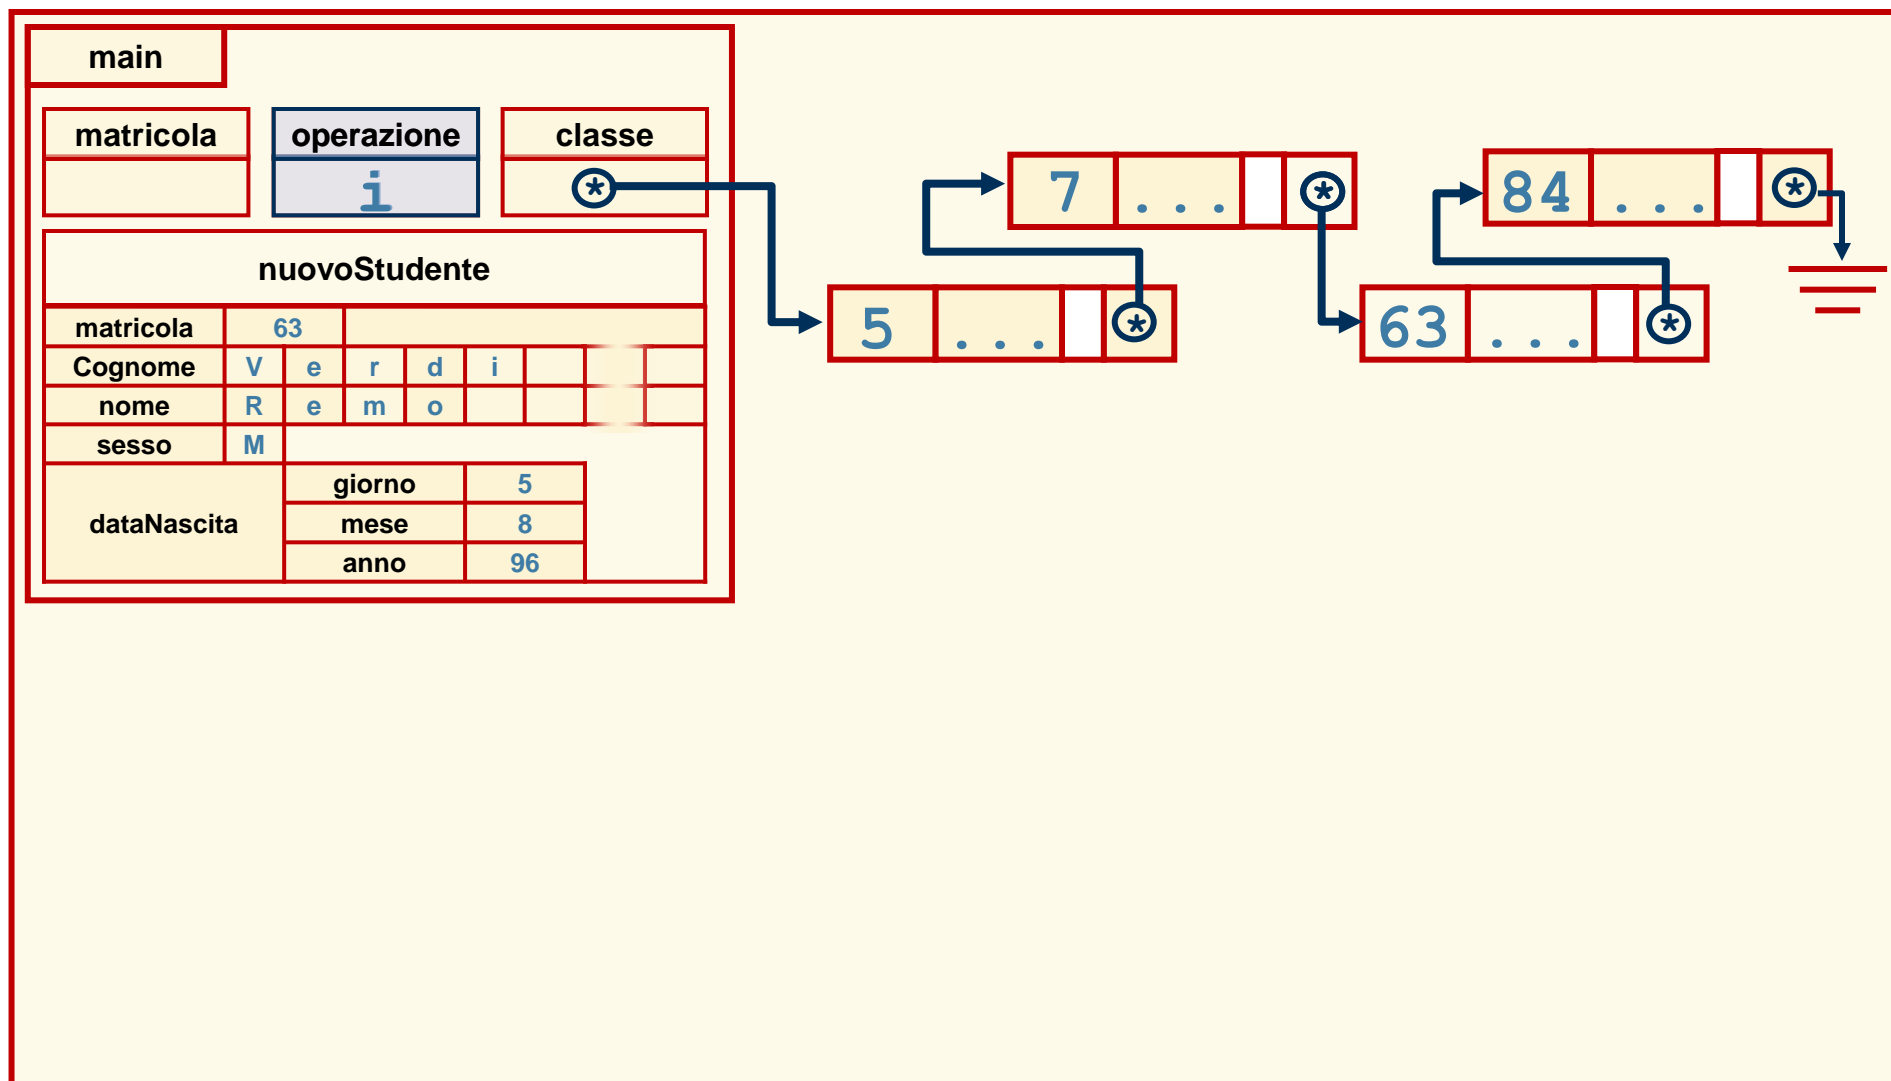 main
matricola operazione classe
i *
nuovoStudente
matricola 63
Cognome V e r d i
nome R e m o
sesso M
dataNascita
giorno 5
mese 8
anno 96
5 ... *
7 ... *
63 ... *
84 ... *